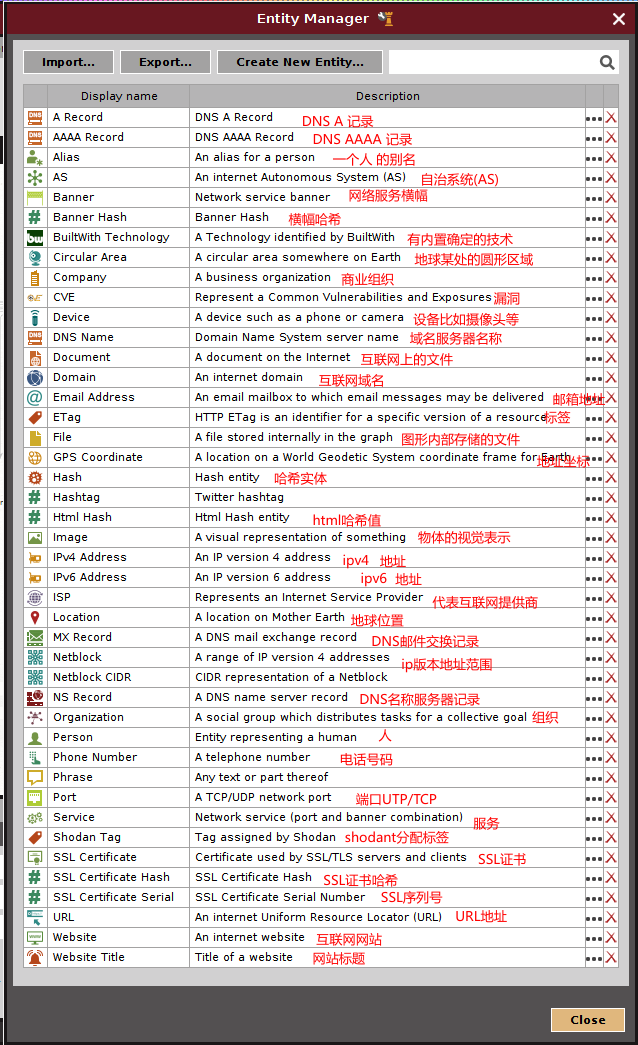 Entity Manager
Import... Export... Create New Entity...
Display name Description
A Record DNS A Record DNS A 记录
AAAA Record DNS AAAA Record DNS AAAA 记录
Alias An alias for a person 一个人 的别名
AS An internet Autonomous System (AS) 自治系统(AS)
Banner Network service banner 网络服务横幅
Banner Hash Banner Hash 横幅哈希
BuiltWith Technology A Technology identified by BuiltWith 有内置确定的技术
Circular Area A circular area somewhere on Earth 地球某处的圆形区域
Company A business organization 商业组织
CVE Represent a Common Vulnerabilities and Exposures 漏洞
Device A device such as a phone or camera 设备比如摄像头等
DNS Name Domain Name System server name 域名服务器名称
Document A document on the Internet 互联网上的文件
Domain An internet domain 互联网域名
Email Address An email mailbox to which email messages may be delivered 邮箱地址
ETag HTTP ETag is an identifier for a specific version of a resource 标签
File A file stored internally in the graph 图形内部存储的文件
GPS Coordinate A location on a World Geodetic System coordinate frame for Earth. 地址坐标
Hash Hash entity 哈希实体
Hashtag Twitter hashtag
Html Hash Html Hash entity html哈希值
Image A visual representation of something 物体的视觉表示
IPv4 Address An IP version 4 address ipv4 地址
IPv6 Address An IP version 6 address ipv6 地址
ISP Represents an Internet Service Provider 代表互联网提供商
Location A location on Mother Earth 地球位置
MX Record A DNS mail exchange record DNS邮件交换记录
Netblock A range of IP version 4 addresses ip版本地址范围
Netblock CIDR CIDR representation of a Netblock
NS Record A DNS name server record DNS名称服务器记录
Organization A social group which distributes tasks for a collective goal 组织
Person Entity representing a human 人
Phone Number A telephone number 电话号码
Phrase Any text or part thereof
Port A TCP/UDP network port 端口UTP/TCP
Service Network service (port and banner combination) 服务
Shodan Tag Tag assigned by Shodan shodant分配标签
SSL Certificate Certificate used by SSL/TLS servers and clients SSL证书
SSL Certificate Hash SSL Certificate Hash SSL证书哈希
SSL Certificate Serial SSL Certificate Serial Number SSL序列号
URL An internet Uniform Resource Locator (URL) URL地址
Website An internet website 互联网网站
Website Title Title of a website 网站标题
Close